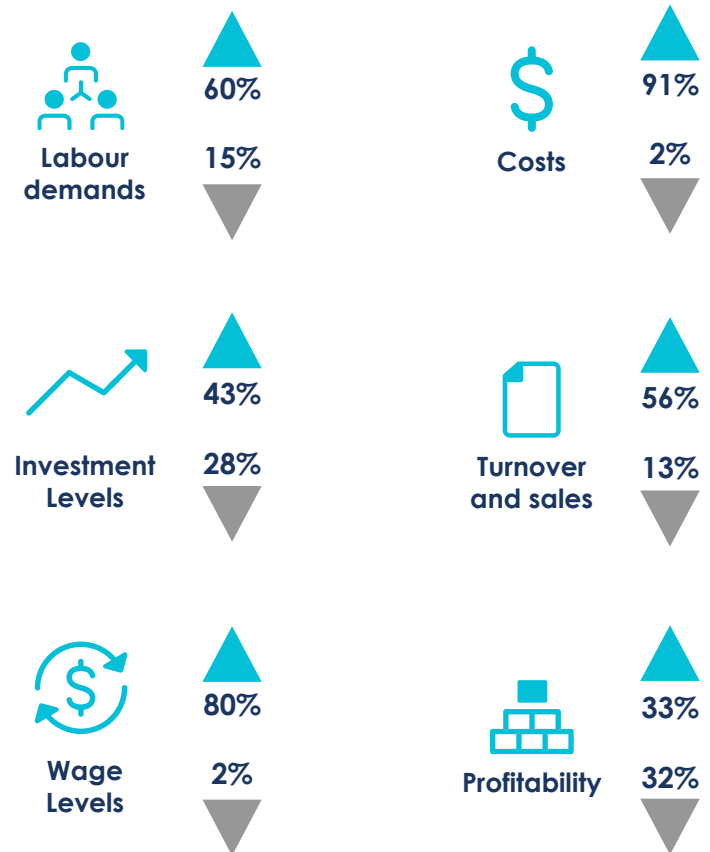 60%
15%
Labour
demands
91%
2%
Costs
43%
28%
Investment
Levels
56%
13%
Turnover
and sales
80%
2%
Wage
Levels
33%
32%
Profitability